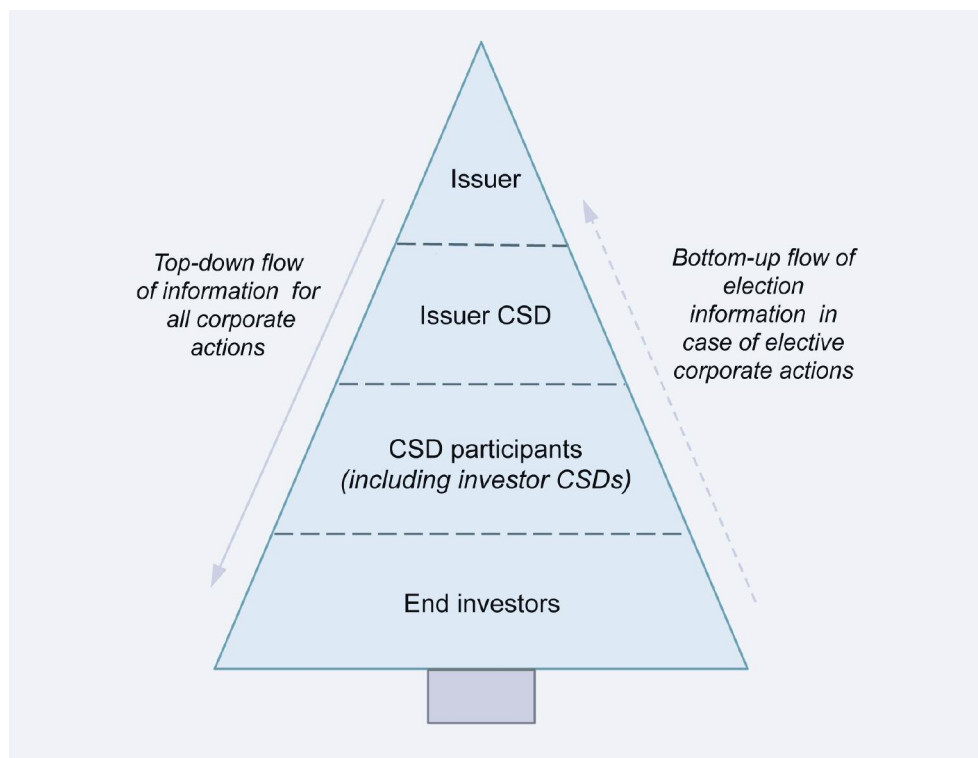 Issuer
Top-down flow
of information for
all corporate
actions
Bottom-up flow of
election
information in
case of elective
corporate actions
Issuer CSD
CSD participants
(including investor CSDs)
End investors